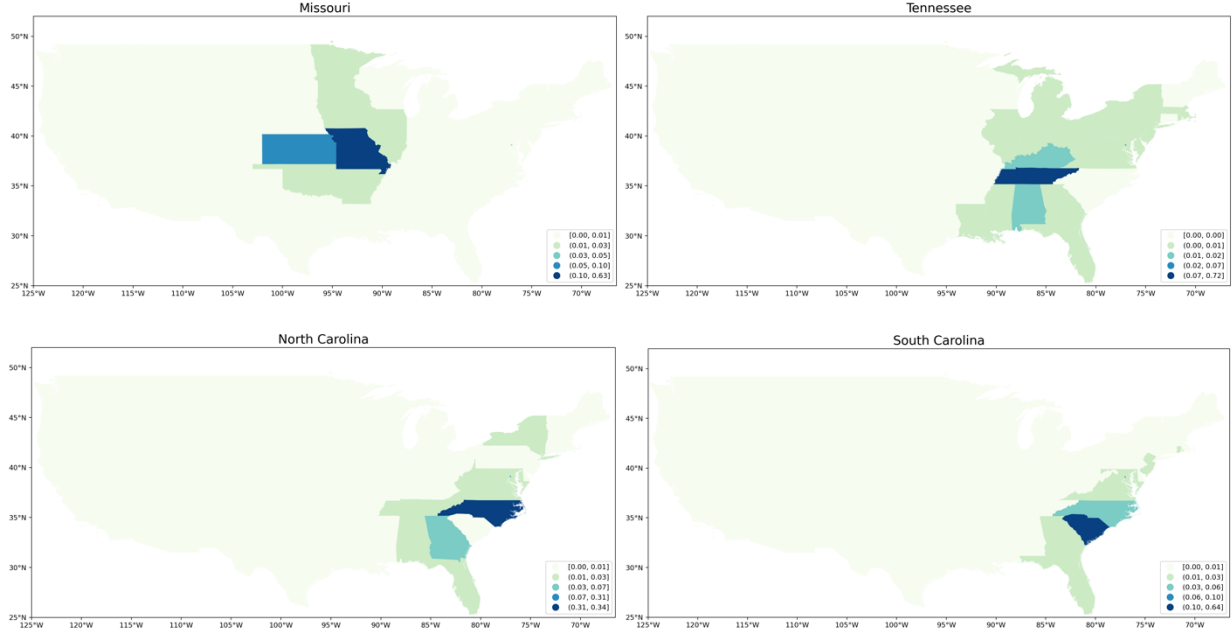 Missouri
50°N
45°N
40°N
35°N
30°N
25°N
125°W 120°W 115°W 110°W 105°W 100°W 95°W 90°W 85°W 80°W 75°W 70°W
[0.00, 0.01]
(0.01, 0.03]
(0.03, 0.05]
(0.05, 0.10]
(0.10, 0.63]
Tennessee
50°N
45°N
40°N
35°N
30°N
25°N
125°W 120°W 115°W 110°W 105°W 100°W 95°W 90°W 85°W 80°W 75°W 70°W
[0.00, 0.00]
(0.00, 0.01]
(0.01, 0.02]
(0.02, 0.07]
(0.07, 0.72]
North Carolina
50°N
45°N
40°N
35°N
30°N
25°N
125°W 120°W 115°W 110°W 105°W 100°W 95°W 90°W 85°W 80°W 75°W 70°W
[0.00, 0.01]
(0.01, 0.03]
(0.03, 0.07]
(0.07, 0.31]
(0.31, 0.34]
South Carolina
50°N
45°N
40°N
35°N
30°N
25°N
125°W 120°W 115°W 110°W 105°W 100°W 95°W 90°W 85°W 80°W 75°W 70°W
[0.00, 0.01]
(0.01, 0.03]
(0.03, 0.06]
(0.06, 0.10]
(0.10, 0.64]